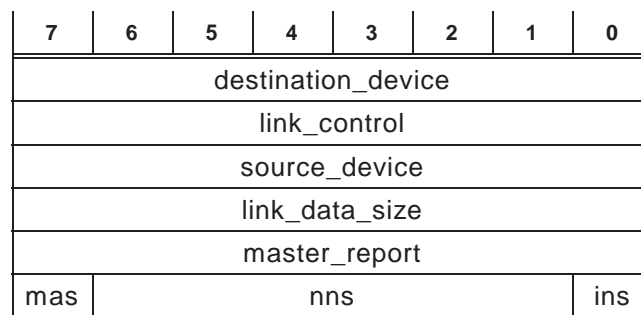 7 6 5 4 3 2 1 0
destination_device
link_control
source_device
link_data_size
master_report
mas nns ins